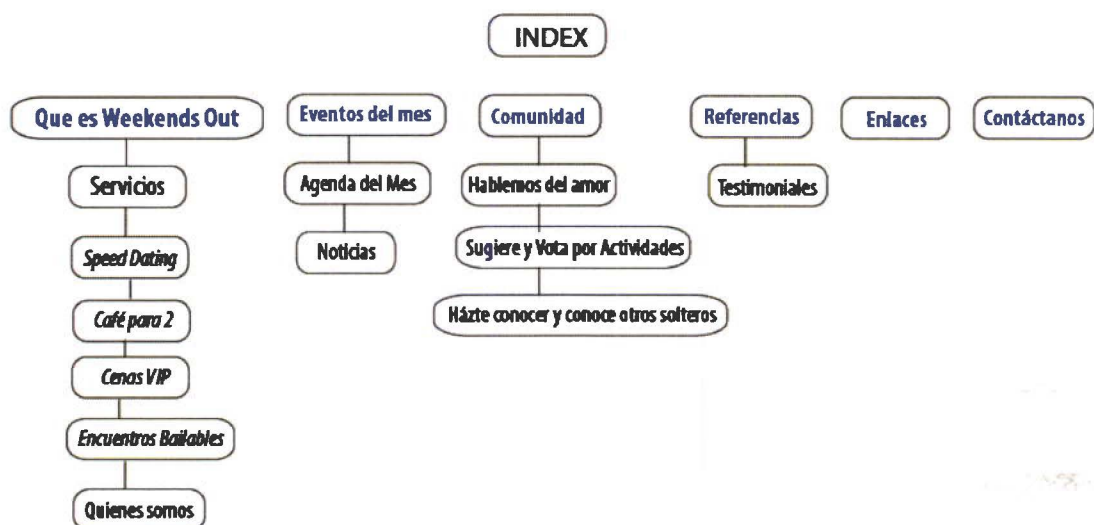 INDEX
Que es Weekends Out
Servicios
Speed Dating
Café para 2
Cenas VIP
Encuentros Bailables
Quienes somos
Eventos del mes
Agenda del Mes
Noticias
Comunidad
Hablemos del amor
Sugiere y Vota por Actividades
Házte conocer y conoce otros solteros
Referencias
Testimoniales
Enlaces
Contáctanos